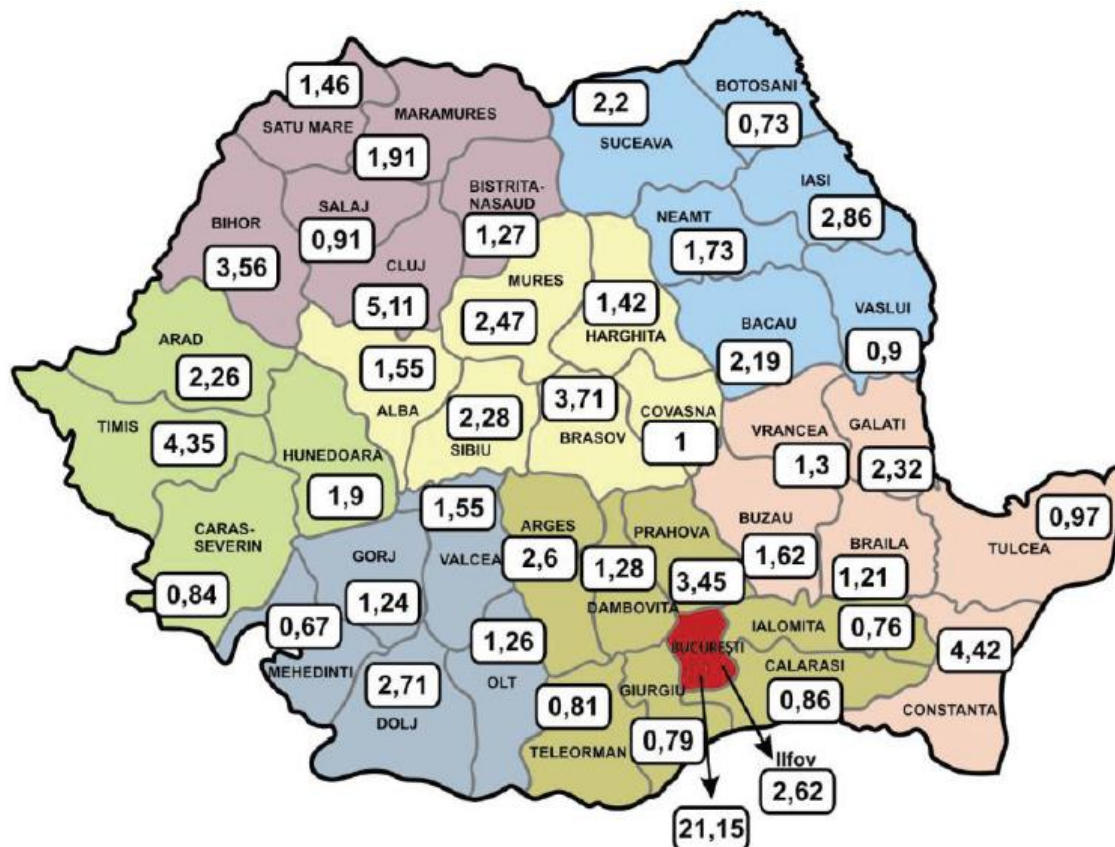 1,46
SATU MARE
MARAMURES
1,91
BISTRITA-
NASAUD
1,27
SALAJ
0,91
BIHOR
3,56
CLUJ
5,11
2,2
SUCEAVA
BOTOSANI
0,73
IASI
2,86
NEAMT
1,73
BACAU
2,19
VASLUI
0,9
MURES
2,47
1,42
HARGHITA
1,55
ALBA
2,28
SIBIU
3,71
BRASOV
COVASNA
1
ARAD
2,26
TIMIS
4,35
HUNEDOARA
1,9
CARAS-
SEVERIN
0,84
VRANCEA
1,3
GALATI
2,32
BUZAU
1,62
BRAILA
1,21
0,97
TULCEA
4,42
CONSTANTA
1,55
VALCEA
GORJ
1,24
0,67
MEHEDINTI
2,71
DOLJ
1,26
OLT
ARGES
2,6
1,28
DAMBOVITA
PRAHOVA
3,45
IALOMITA
0,76
CALARASI
0,86
GIURGIU
0,79
0,81
TELEORMAN
BUCUREȘTI
Ilfov
2,62
21,15